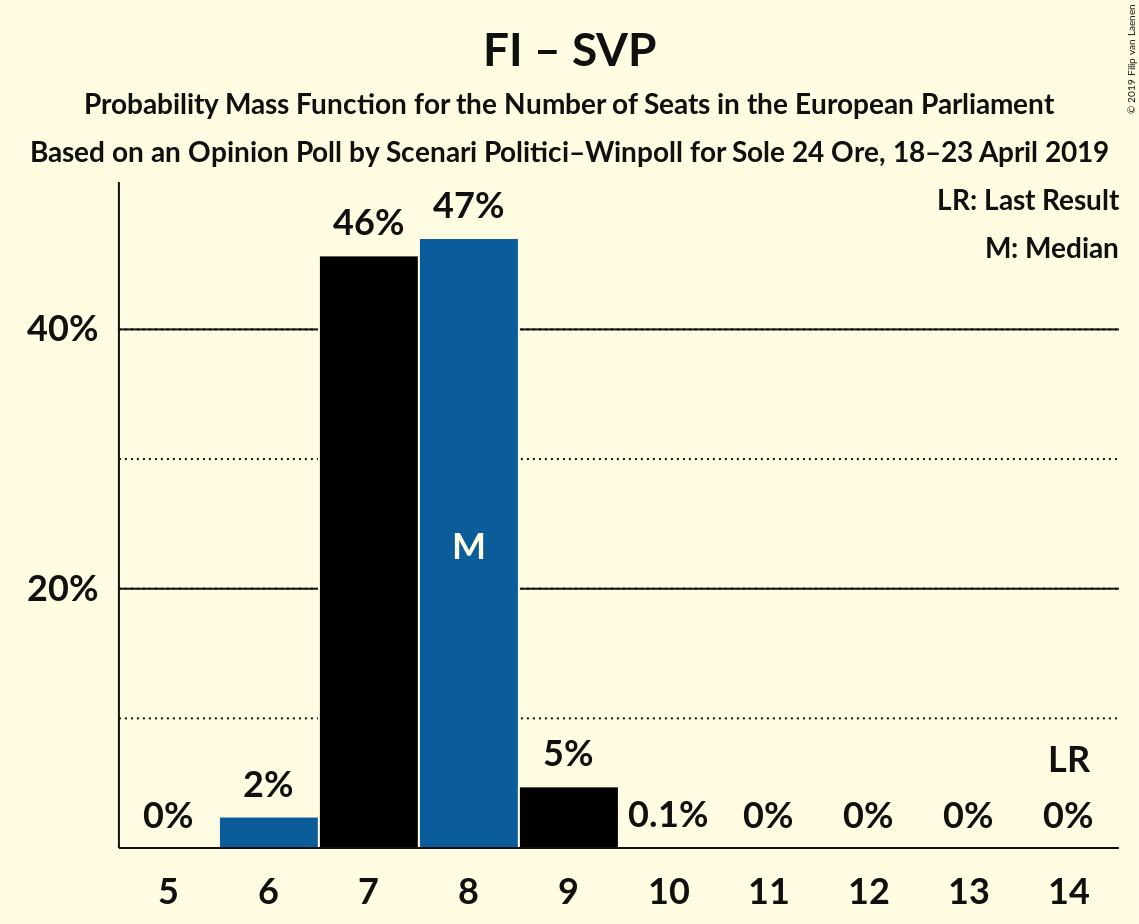 FI – SVP
Probability Mass Function for the Number of Seats in the European Parliament
Based on an Opinion Poll by Scenari Politici–Winpoll for Sole 24 Ore, 18–23 April 2019
© 2019 Filip van Laenen
LR: Last Result
M: Median
40%
20%
0%
2%
46%
47%
M
5%
0.1%
0%
0%
0%
LR
0%
5 6 7 8 9 10 11 12 13 14